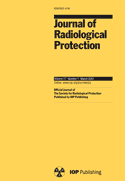 Journal of
Radiological
Protection
Official Journal of
The Society for Radiological Protection
Published by IOP Publishing
IOP Publishing